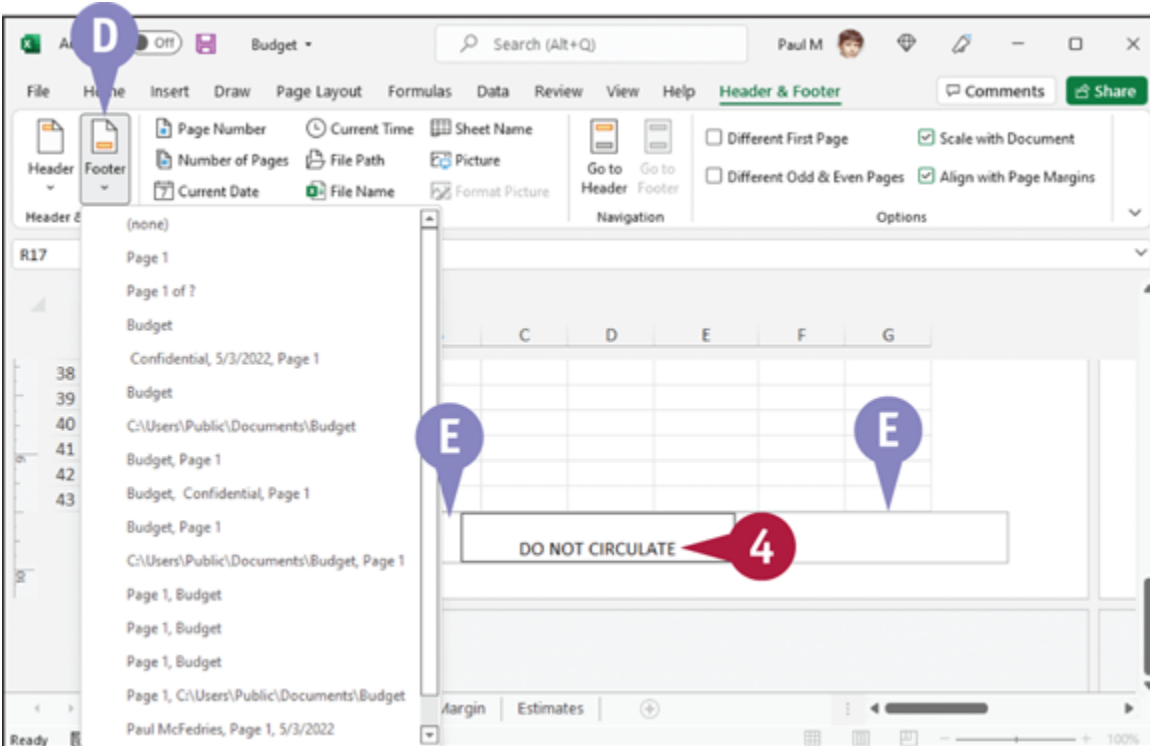 D
Off
Budget
Search (Alt+Q)
Paul M
File Home Insert Draw Page Layout Formulas Data Review View Help Header & Footer Comments Share
Header
Footer
Page Number
Number of Pages
Current Date
Current Time
File Path
File Name
Sheet Name
Picture
Format Picture
Go to Header
Go to Footer
Different First Page
Different Odd & Even Pages
Scale with Document
Align with Page Margins
Header &
Navigation
Options
R17
(none)
Page 1
Page 1 of ?
Budget
Confidential, 5/3/2022, Page 1
Budget
C:\Users\Public\Documents\Budget
Budget, Page 1
Budget, Confidential, Page 1
Budget, Page 1
C:\Users\Public\Documents\Budget, Page 1
Page 1, Budget
Page 1, Budget
Page 1, Budget
Page 1, C:\Users\Public\Documents\Budget
Paul McFedries, Page 1, 5/3/2022
C D E F G
38
39
40
41
42
43
E
E
DO NOT CIRCULATE
4
9
10
Margin
Estimates
Ready
100%